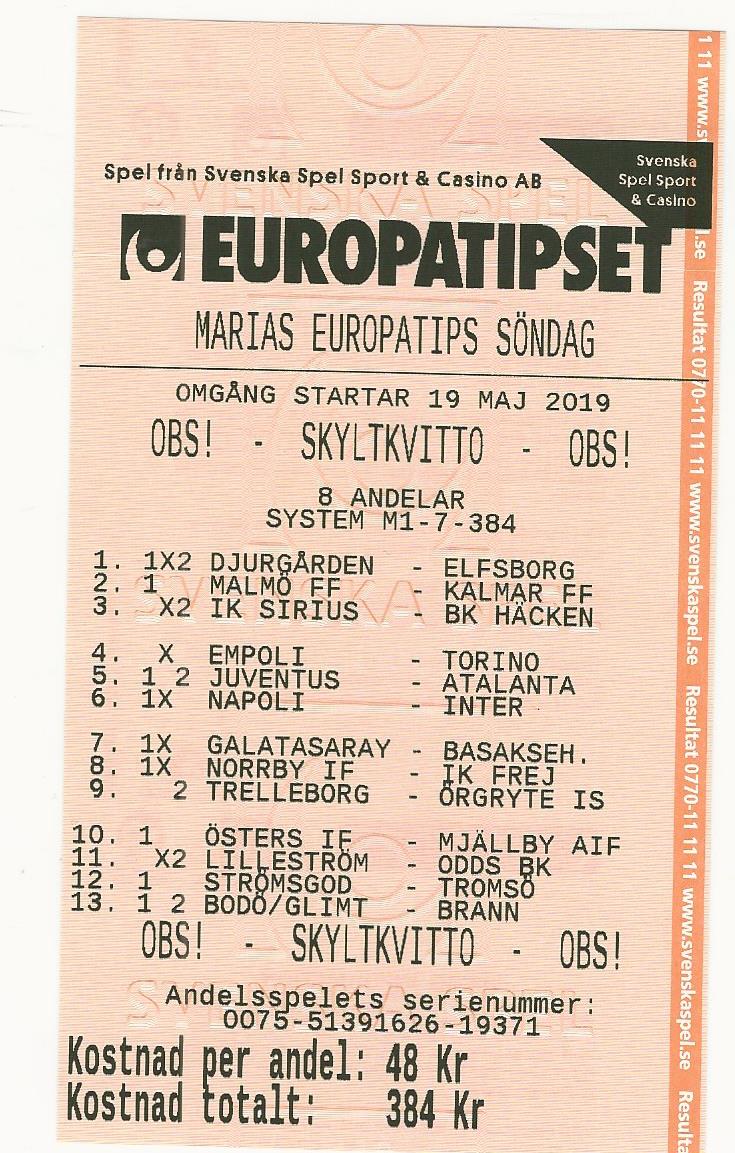 Spel från Svenska Spel Sport & Casino AB
Svenska
Spel Sport
& Casino
EUROPATIPSET
MARIAS EUROPATIPS SÖNDAG
OMGÅNG STARTAR 19 MAJ 2019
OBS! - SKYLTKVITTO - OBS!
8 ANDELAR
SYSTEM M1-7-384
1. 1X2 DJURGÅRDEN - ELFSBORG
2. 1 MALMÖ FF - KALMAR FF
3. X2 IK SIRIUS - BK HÄCKEN
4. X EMPOLI - TORINO
5. 1 2 JUVENTUS - ATALANTA
6. 1X NAPOLI - INTER
7. 1X GALATASARAY - BASAKSEH.
8. 1X NORRBY IF - IK FREJ
9. 2 TRELLEBORG - ÖRGRYTE IS
10. 1 ÖSTERS IF - MJÄLLBY AIF
11. X2 LILLESTRÖM - ODDS BK
12. 1 STRÖMSGOD - TROMSÖ
13. 1 2 BODÖ/GLIMT - BRANN
OBS! - SKYLTKVITTO - OBS!
Andelsspelets serienummer:
0075-51391626-19371
Kostnad per andel: 48 Kr
Kostnad totalt: 384 Kr
1 11 www.sv
l.se Resultat 0770-11 11 11 www.svenskaspel.se Resultat 0770-11 11 11 www.svenskaspel.se Resulta